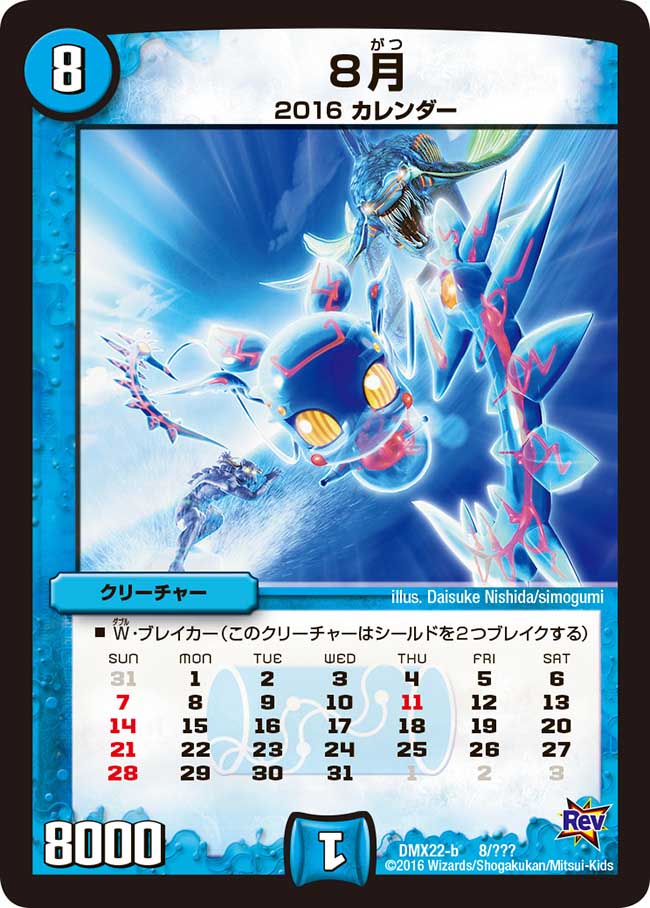 8
がつ
8月
2016 カレンダー
クリーチャー
illus. Daisuke Nishida/simogumi
ダブル
■ W・ブレイカー(このクリーチャーはシールドを2つブレイクする)
SUN MON TUE WED THU FRI SAT
31 1 2 3 4 5 6
7 8 9 10 11 12 13
14 15 16 17 18 19 20
21 22 23 24 25 26 27
28 29 30 31 1 2 3
8000
1
Rev
DMX22-b 8/???
©2016 Wizards/Shogakukan/Mitsui-Kids